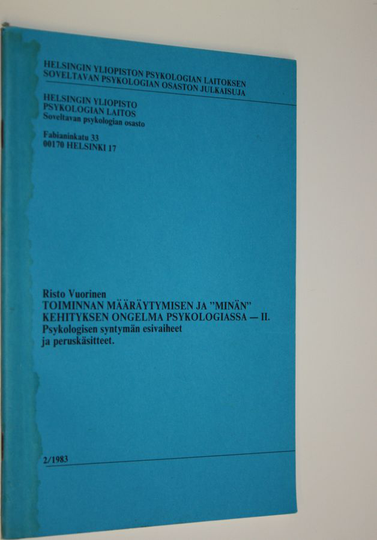 HELSINGIN YLIOPISTON PSYKOLOGIAN LAITOKSEN
SOVELTAVAN PSYKOLOGIAN OSASTON JULKAISUJA
HELSINGIN YLIOPISTO
PSYKOLOGIAN LAITOS
Soveltavan psykologian osasto
Fabianinkatu 33
00170 HELSINKI 17
Risto Vuorinen
TOIMINNAN MÄÄRÄYTYMISEN JA "MINÄN"
KEHITYKSEN ONGELMA PSYKOLOGIASSA — II.
Psykologisen syntymän esivaiheet
ja peruskäsitteet.
2/1983